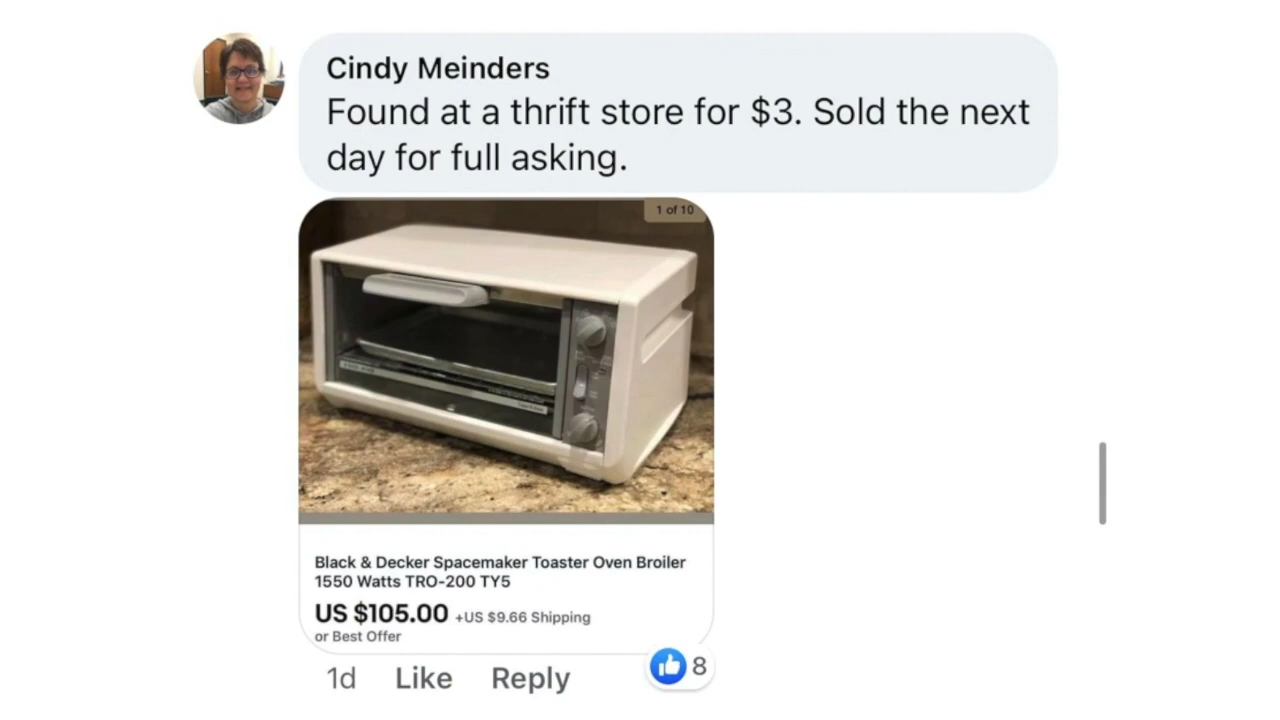 Cindy Meinders
Found at a thrift store for $3. Sold the next
day for full asking.
1 of 10
Black & Decker Spacemaker Toaster Oven Broiler
1550 Watts TRO-200 TY5
US $105.00 +US $9.66 Shipping
or Best Offer
1d Like Reply 8